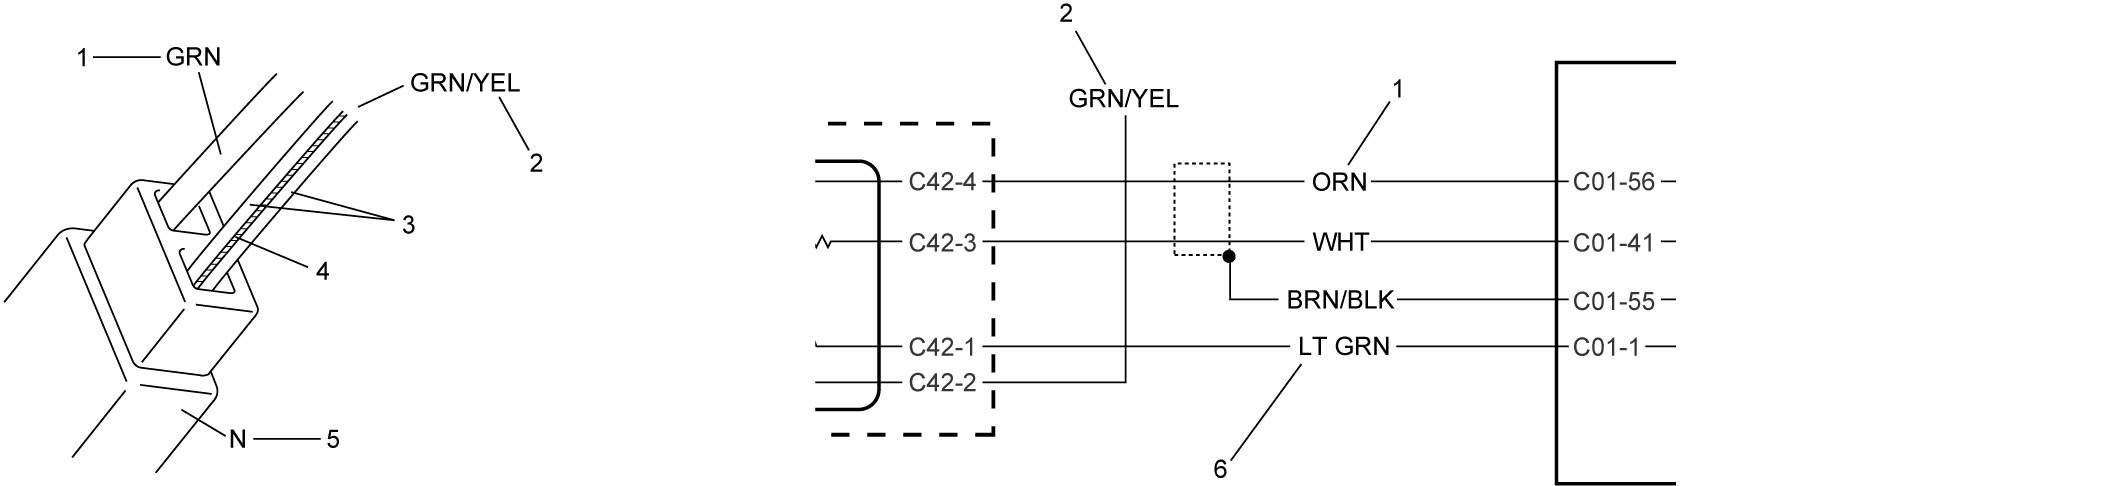 1 GRN
GRN/YEL
2
3
4
N 5
2
GRN/YEL
1
C42-4 ORN C01-56
C42-3 WHT C01-41
BRN/BLK C01-55
C42-1 LT GRN C01-1
C42-2
6